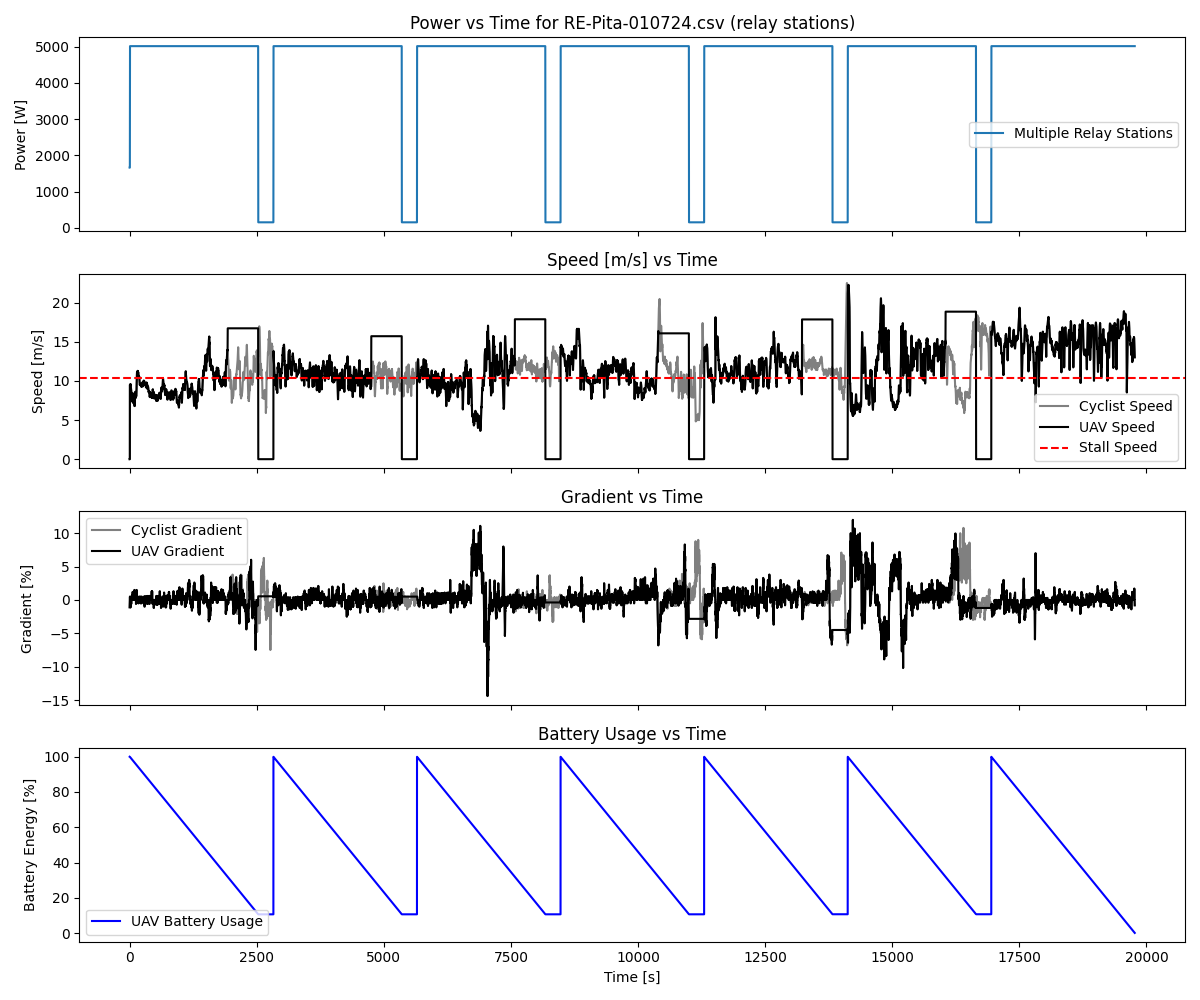 Power vs Time for RE-Pita-010724.csv (relay stations)
Power [W]
5000
4000
3000
2000
1000
0
Multiple Relay Stations
Speed [m/s] vs Time
Speed [m/s]
20
15
10
5
0
Cyclist Speed
UAV Speed
Stall Speed
Gradient vs Time
Gradient [%]
10
5
0
−5
−10
−15
Cyclist Gradient
UAV Gradient
Battery Usage vs Time
Battery Energy [%]
100
80
60
40
20
0
UAV Battery Usage
0 2500 5000 7500 10000 12500 15000 17500 20000
Time [s]